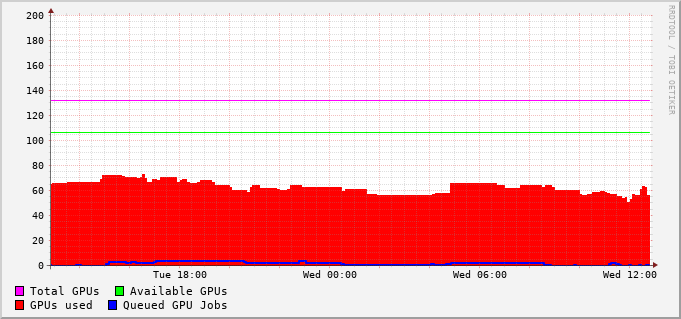 200
180
160
140
120
100
80
60
40
20
0
Tue 18:00 Wed 00:00 Wed 06:00 Wed 12:00
Total GPUs Available GPUs
GPUs used Queued GPU Jobs
RRDTOOL / TOBI OETIKER